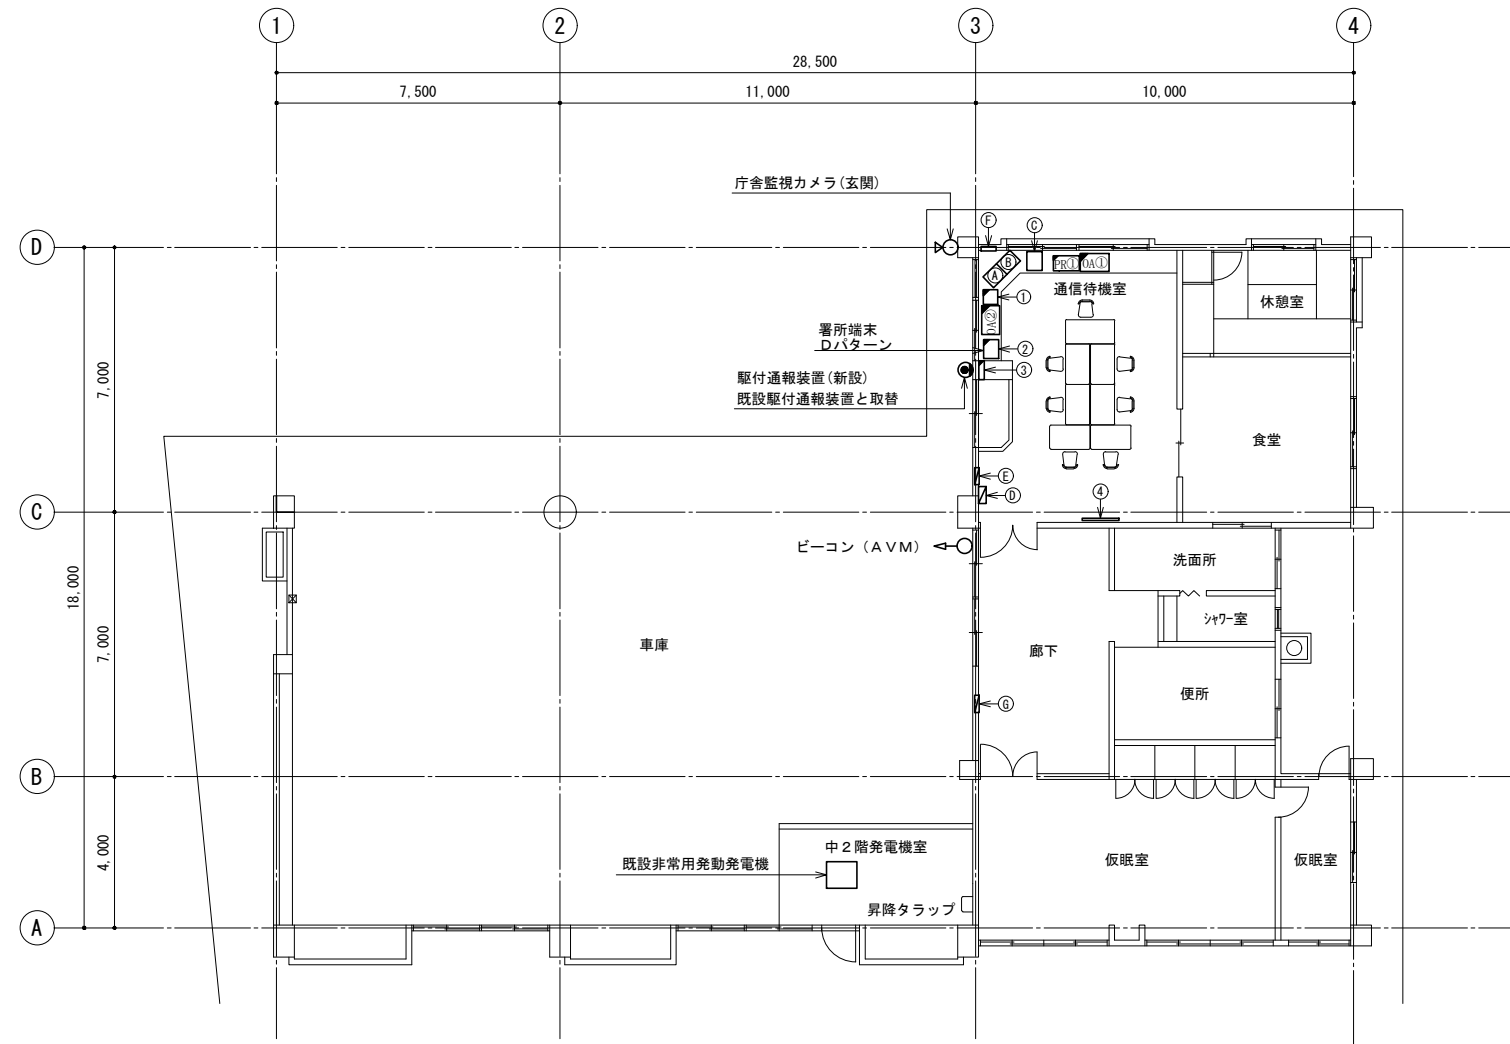 1
2
3
4
28,500
7,500
11,000
10,000
庁舎監視カメラ(玄関)
F
C
D
B
A
PR①
OA①
通信待機室
休憩室
1
OA②
署所端末
Dパターン
2
3
駆付通報装置(新設)
既設駆付通報装置と取替
7,000
食堂
E
D
4
C
ビーコン(AVM)
洗面所
18,000
シャワー室
車庫
7,000
廊下
便所
G
B
4,000
中2階発電機室
既設非常用発動発電機
仮眠室
仮眠室
昇降タラップ
A